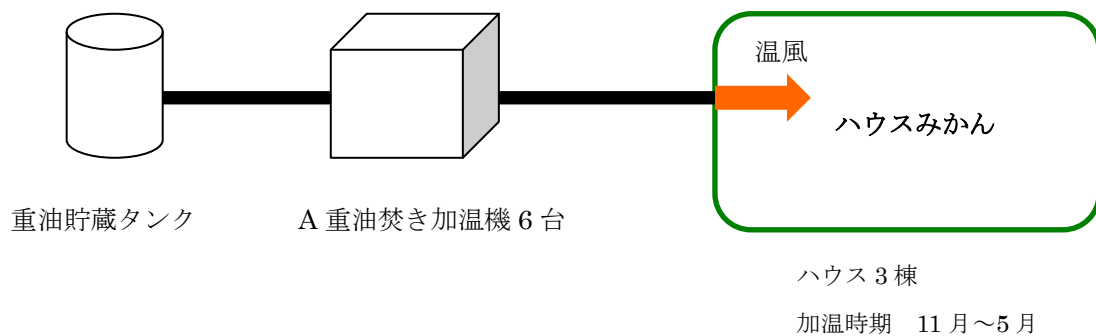 温風
ハウスみかん
重油貯蔵タンク
A 重油焚き加温機 6 台
ハウス 3 棟
加温時期　11 月～5 月